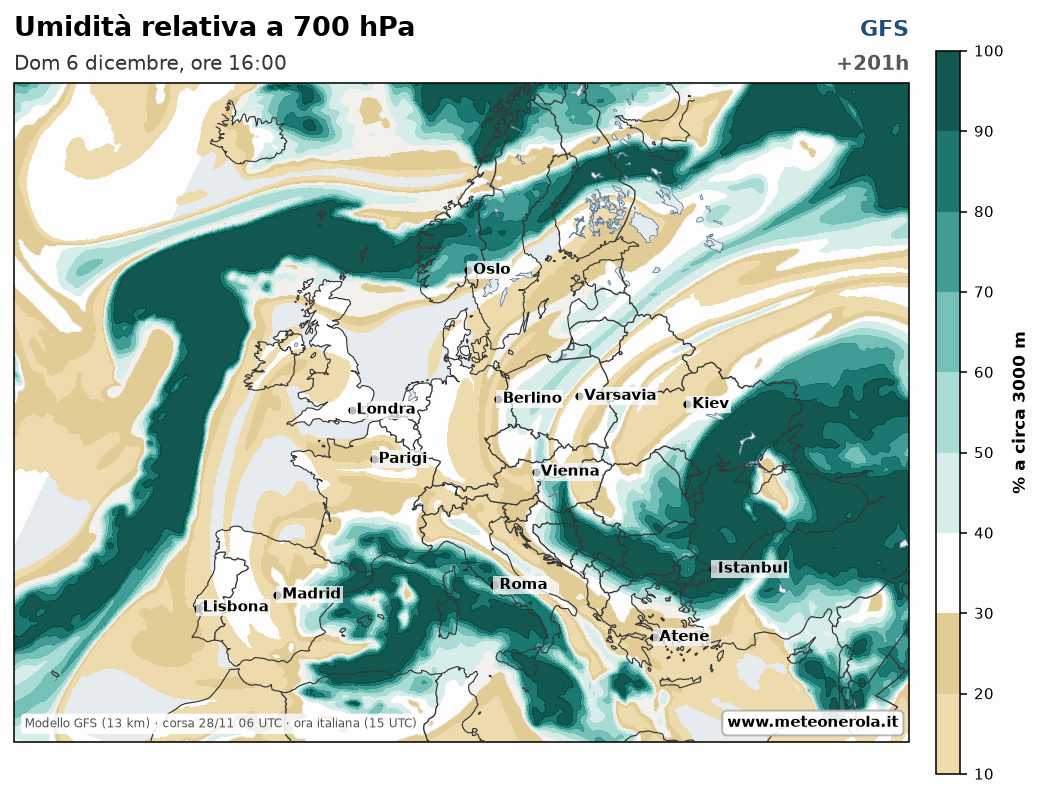 Umidità relativa a 700 hPa
GFS
Dom 6 dicembre, ore 16:00
+201h
100
90
80
70
60
50
40
30
20
10
% a circa 3000 m
Oslo
Berlino
Varsavia
Kiev
Londra
Parigi
Vienna
Istanbul
Roma
Madrid
Lisbona
Atene
Modello GFS (13 km) · corsa 28/11 06 UTC · ora italiana (15 UTC)
www.meteonerola.it